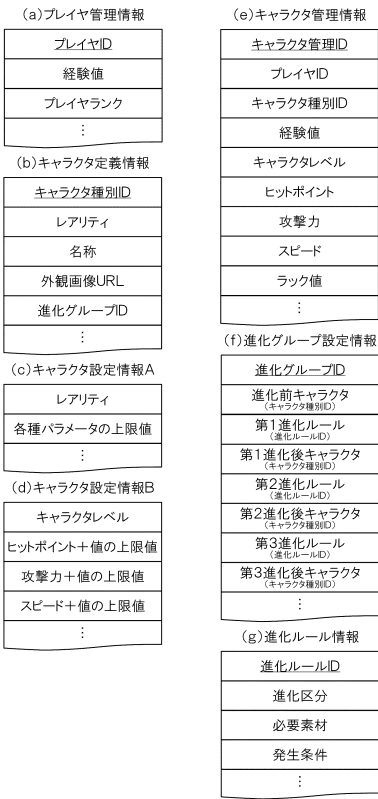 (a)プレイヤ管理情報
プレイヤID
経験値
プレイヤランク
⋮
(b)キャラクタ定義情報
キャラクタ種別ID
レアリティ
名称
外観画像URL
進化グループID
⋮
(c)キャラクタ設定情報A
レアリティ
各種パラメータの上限値
⋮
(d)キャラクタ設定情報B
キャラクタレベル
ヒットポイント+値の上限値
攻撃力+値の上限値
スピード+値の上限値
⋮
(e)キャラクタ管理情報
キャラクタ管理ID
プレイヤID
キャラクタ種別ID
経験値
キャラクタレベル
ヒットポイント
攻撃力
スピード
ラック値
⋮
(f)進化グループ設定情報
進化グループID
進化前キャラクタ
(キャラクタ種別ID)
第1進化ルール
(進化ルールID)
第1進化後キャラクタ
(キャラクタ種別ID)
第2進化ルール
(進化ルールID)
第2進化後キャラクタ
(キャラクタ種別ID)
第3進化ルール
(進化ルールID)
第3進化後キャラクタ
(キャラクタ種別ID)
⋮
(g)進化ルール情報
進化ルールID
進化区分
必要素材
発生条件
⋮